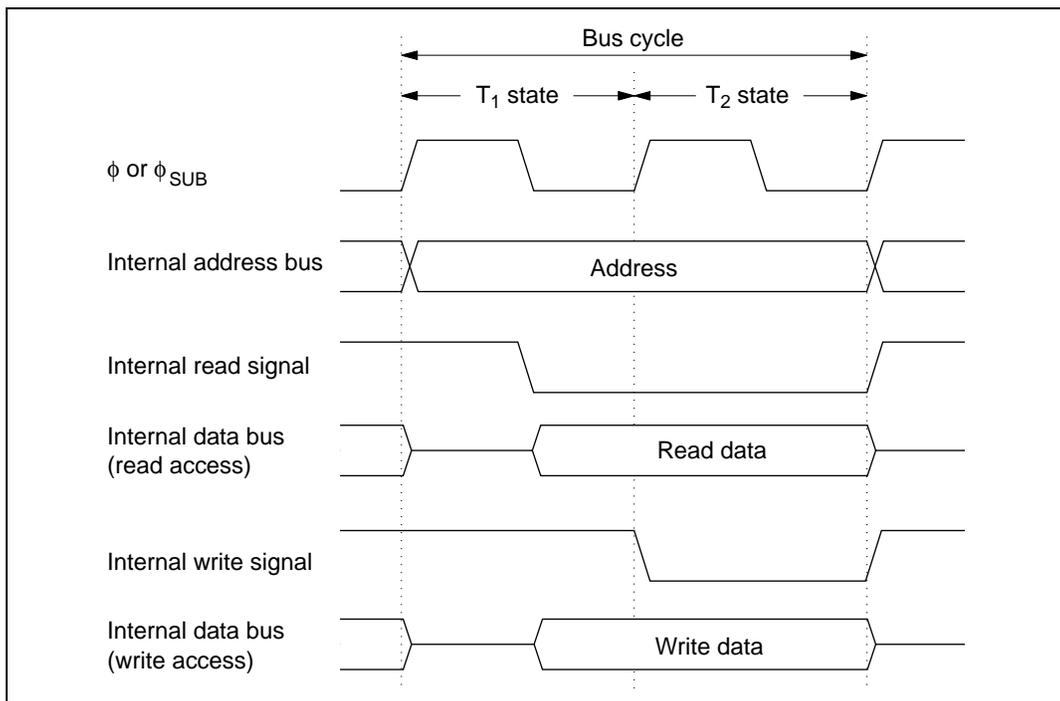 Bus cycle
T1 state
T2 state
φ or φSUB
Internal address bus
Address
Internal read signal
Internal data bus
(read access)
Read data
Internal write signal
Internal data bus
(write access)
Write data